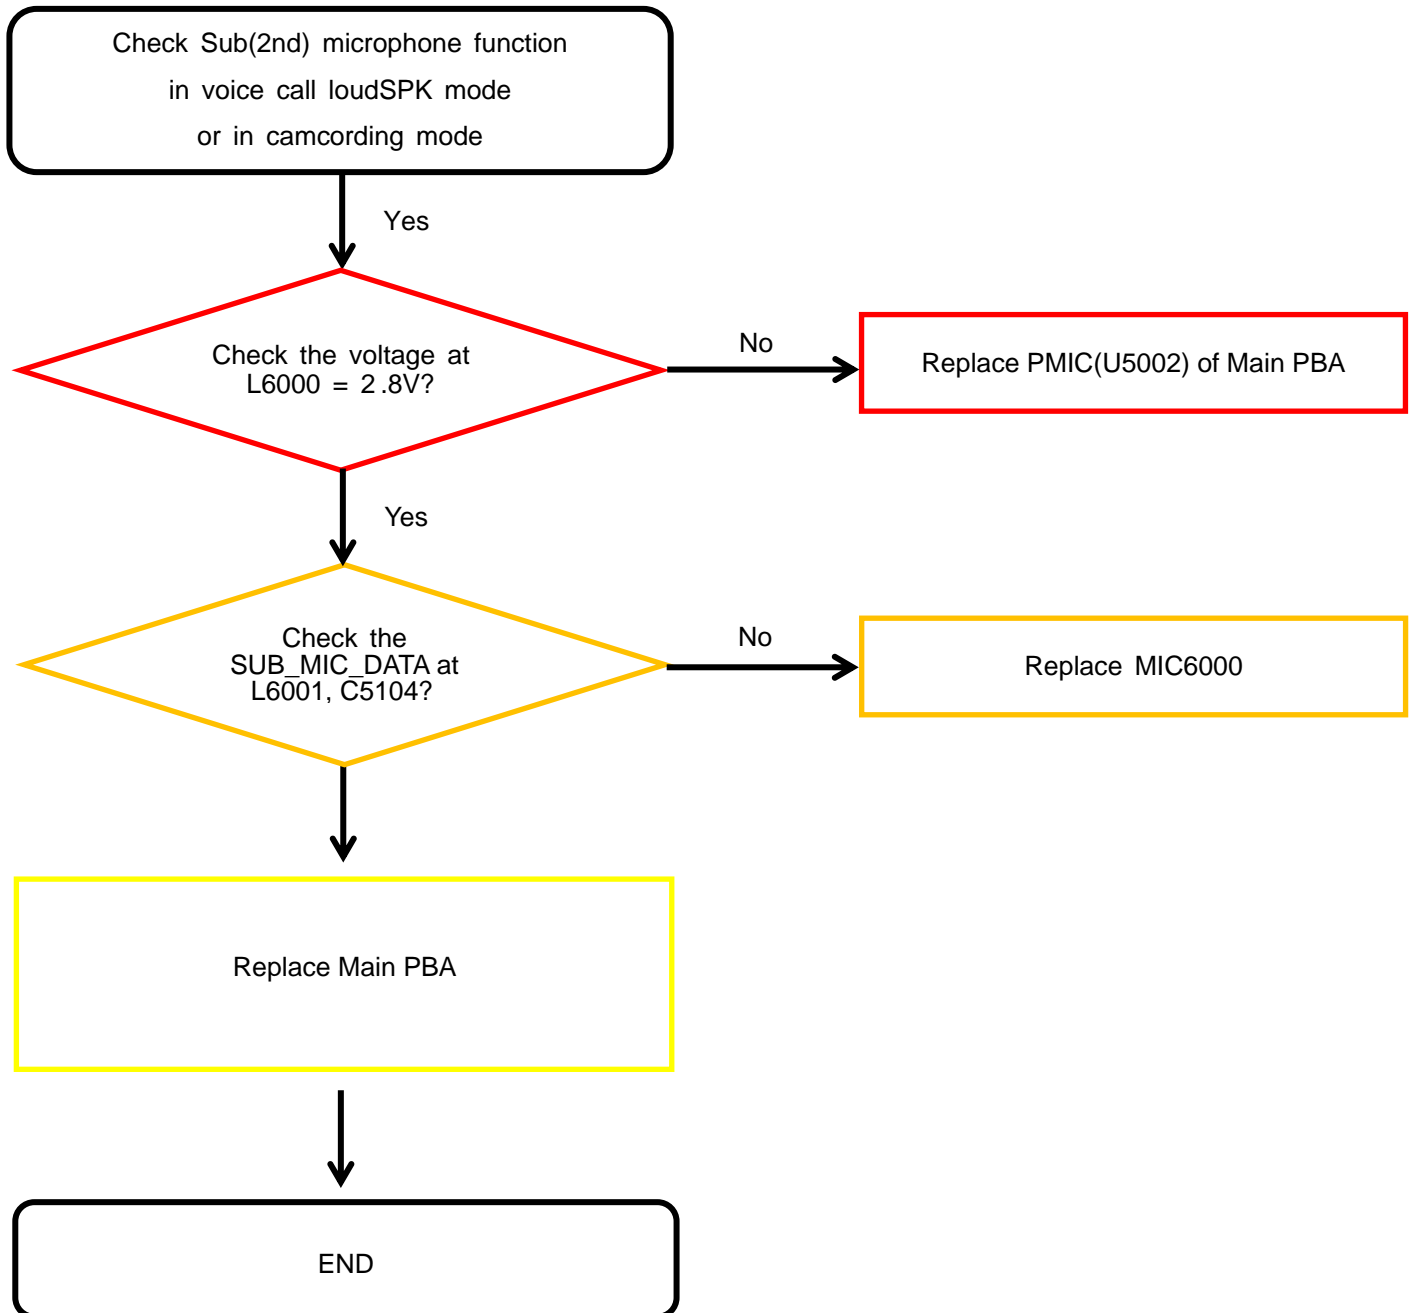 Check Sub(2nd) microphone function
in voice call loudSPK mode
or in camcording mode
Yes
Check the voltage at
L6000 = 2.8V?
No
Replace PMIC(U5002) of Main PBA
Yes
Check the
SUB_MIC_DATA at
L6001, C5104?
No
Replace MIC6000
Replace Main PBA
END